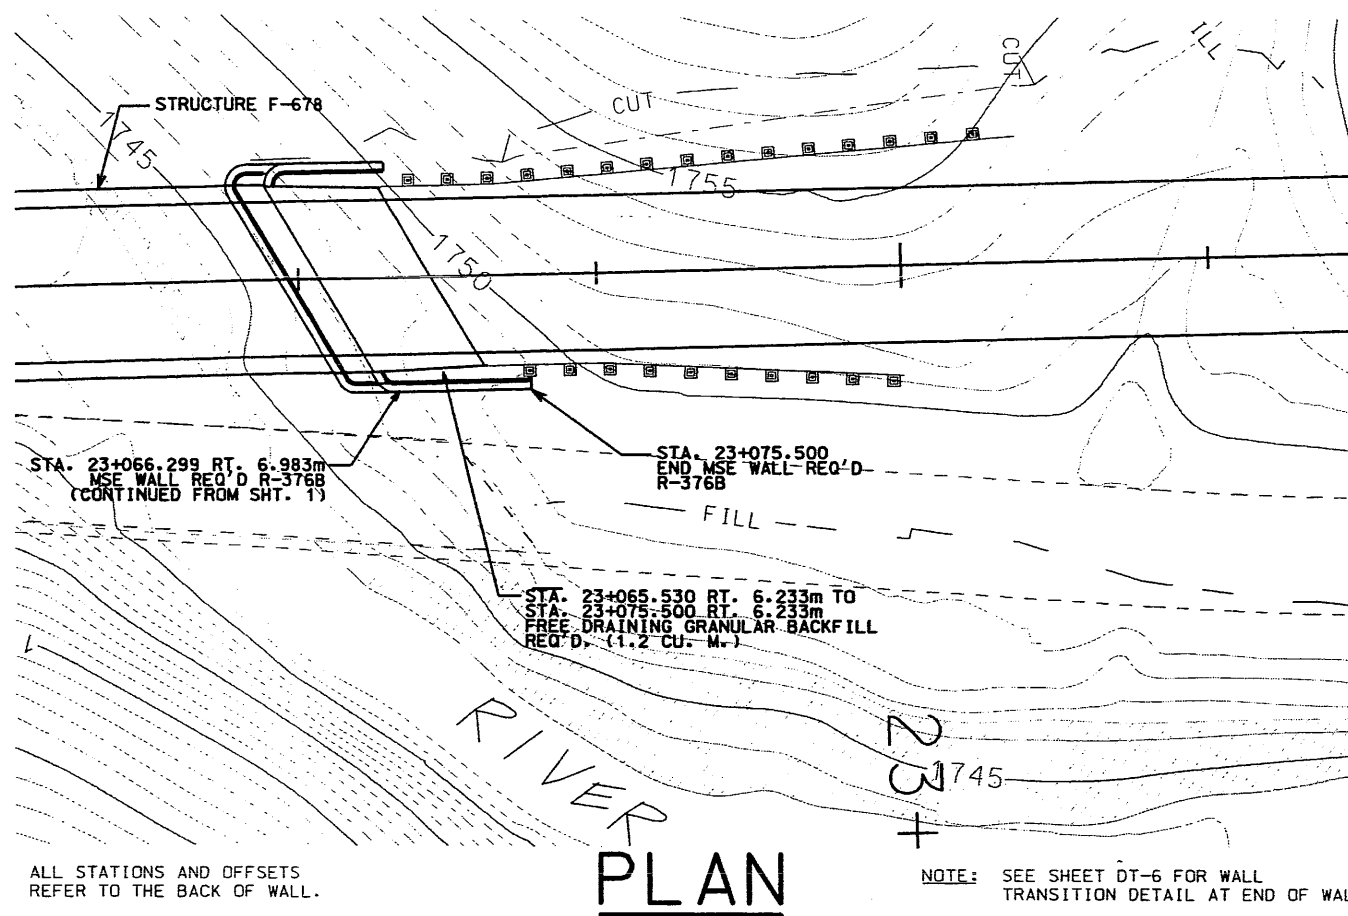 ILL
CUT
CUT
STRUCTURE F-678
1745
1755
1750
STA. 23+066.299 RT. 6.983m
MSE WALL REQ'D R-376B
(CONTINUED FROM SHT. 1)
STA. 23+075.500
END MSE WALL REQ'D
R-376B
FILL
STA. 23+065.530 RT. 6.233m TO
STA. 23+075.500 RT. 6.233m
FREE DRAINING GRANULAR BACKFILL
REQ'D. (1.2 CU. M.)
RIVER
23+
1745
ALL STATIONS AND OFFSETS
REFER TO THE BACK OF WALL.
PLAN
NOTE: SEE SHEET DT-6 FOR WALL
TRANSITION DETAIL AT END OF WAL